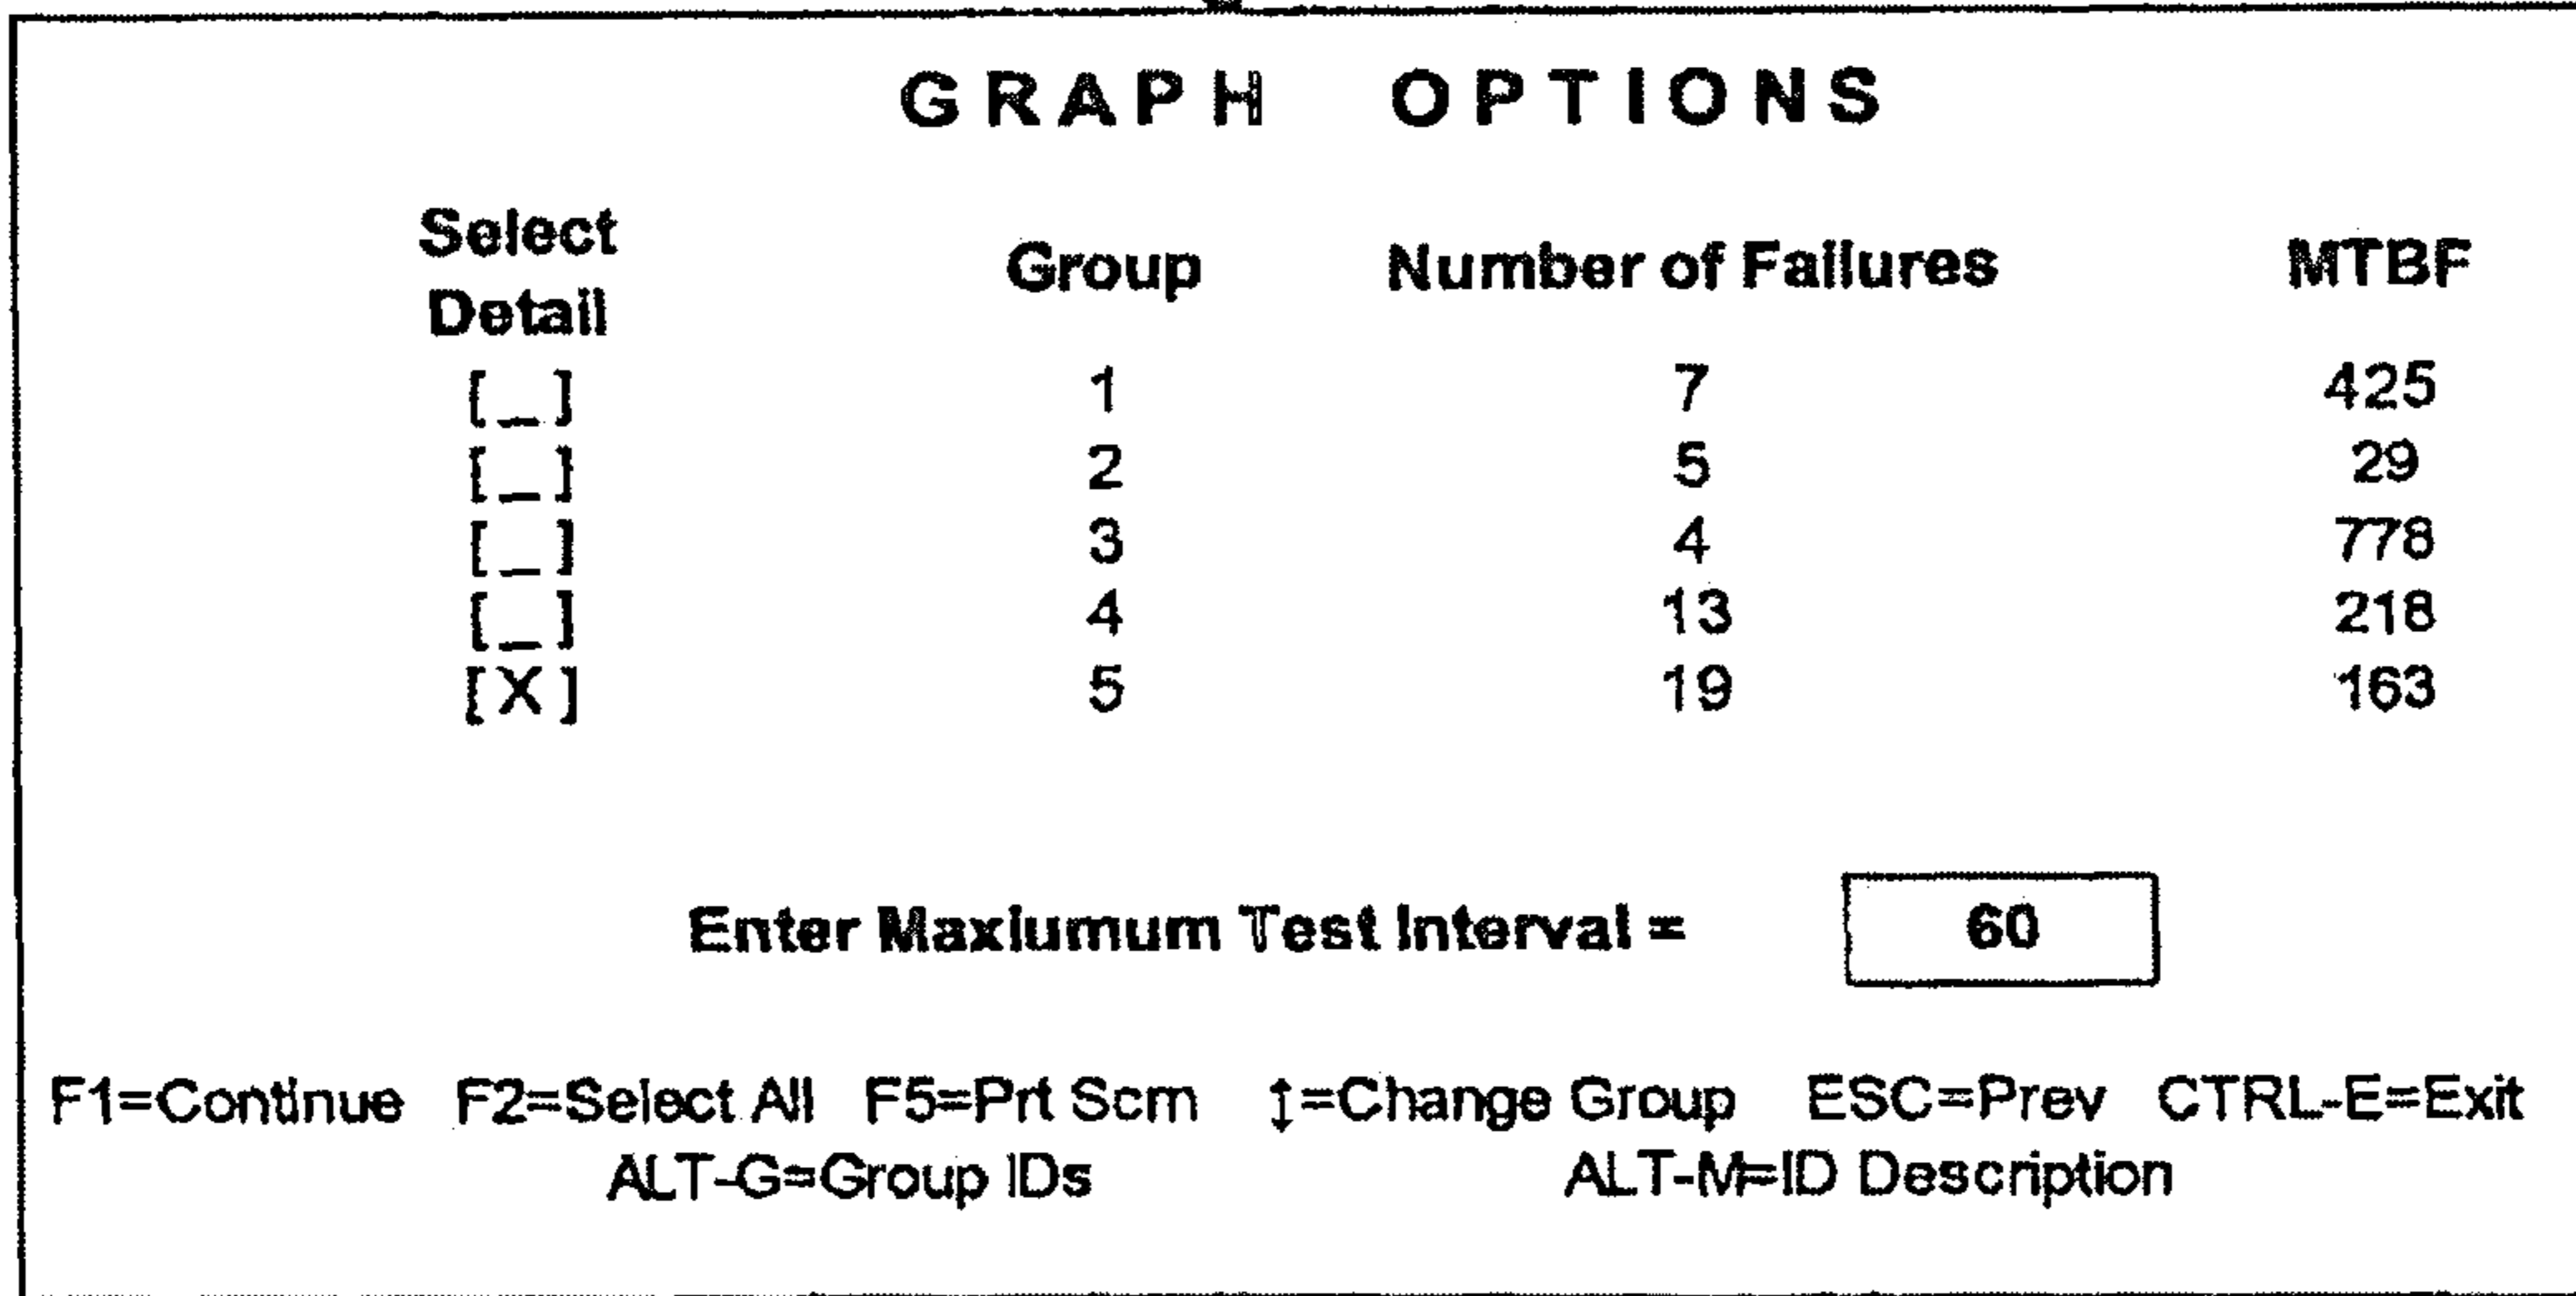 GRAPH OPTIONS
Select Detail Group Number of Failures MTBF
[_] 1 7 425
[_] 2 5 29
[_] 3 4 778
[_] 4 13 218
[X] 5 19 163
Enter Maxiumum Test Interval = 60
F1=Continue F2=Select All F5=Prt Scrn ↕=Change Group ESC=Prev CTRL-E=Exit
ALT-G=Group IDs ALT-M=ID Description